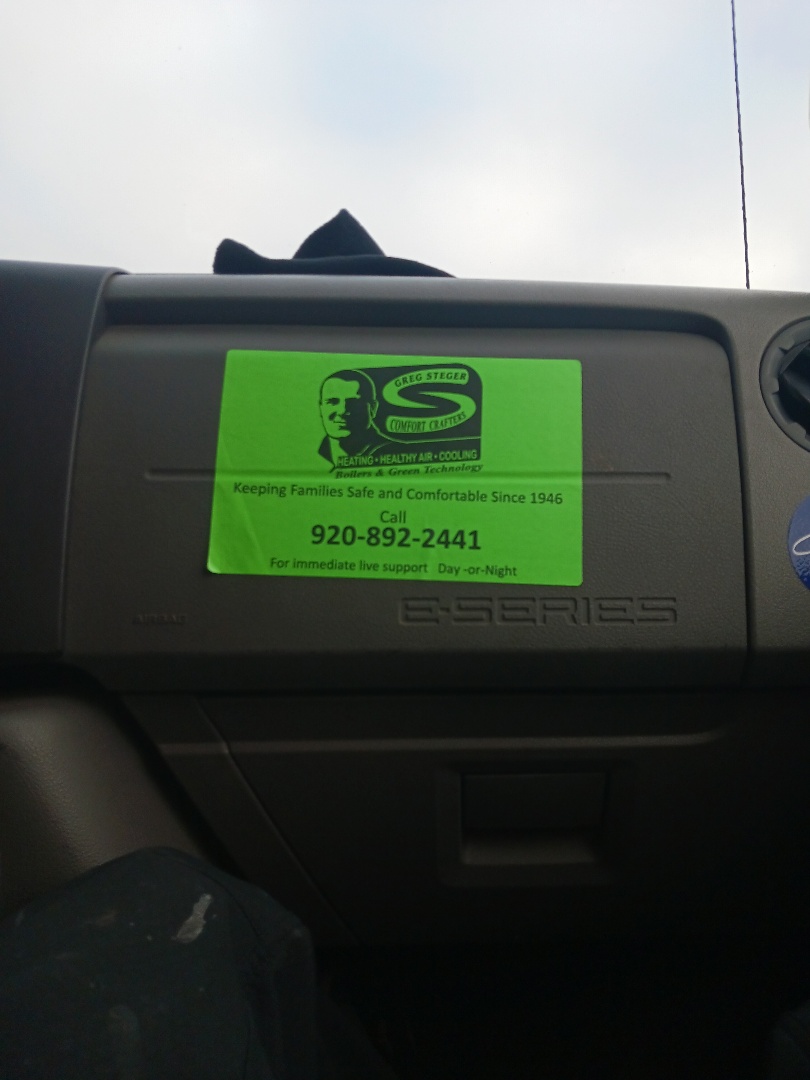 GREG STEGER
COMFORT CRAFTERS
HEATING • HEALTHY AIR • COOLING
Boilers & Green Technology
Keeping Families Safe and Comfortable Since 1946
Call
920-892-2441
For immediate live support Day -or-Night
AIRBAG
E-SERIES